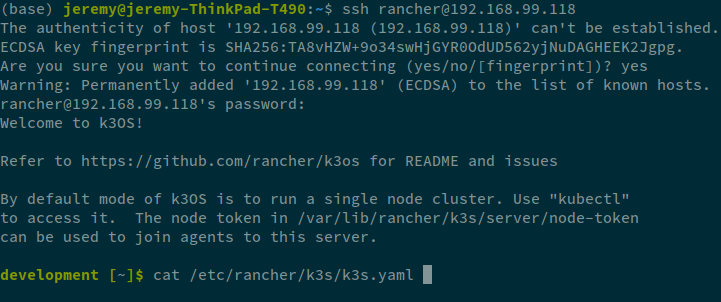 (base) jeremy@jeremy-ThinkPad-T490:~$ ssh rancher@192.168.99.118
The authenticity of host '192.168.99.118 (192.168.99.118)' can't be established.
ECDSA key fingerprint is SHA256:TA8vHZW+9o34swHjGYR0OdUD562yjNuDAGHEEK2Jgpg.
Are you sure you want to continue connecting (yes/no/[fingerprint])? yes
Warning: Permanently added '192.168.99.118' (ECDSA) to the list of known hosts.
rancher@192.168.99.118's password:
Welcome to k3OS!

Refer to https://github.com/rancher/k3os for README and issues

By default mode of k3OS is to run a single node cluster. Use "kubectl"
to access it.  The node token in /var/lib/rancher/k3s/server/node-token
can be used to join agents to this server.

development [~]$ cat /etc/rancher/k3s/k3s.yaml